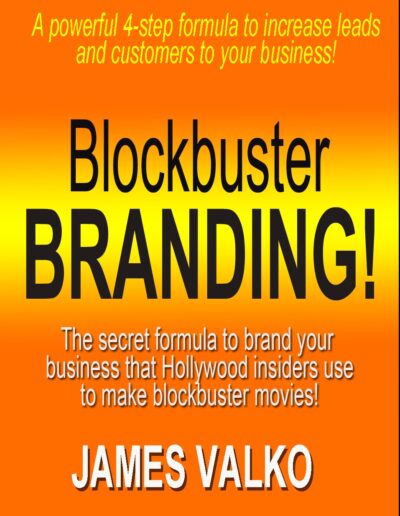 A powerful 4-step formula to increase leads
and customers to your business!
Blockbuster
BRANDING!
The secret formula to brand your
business that Hollywood insiders use
to make blockbuster movies!
JAMES VALKO